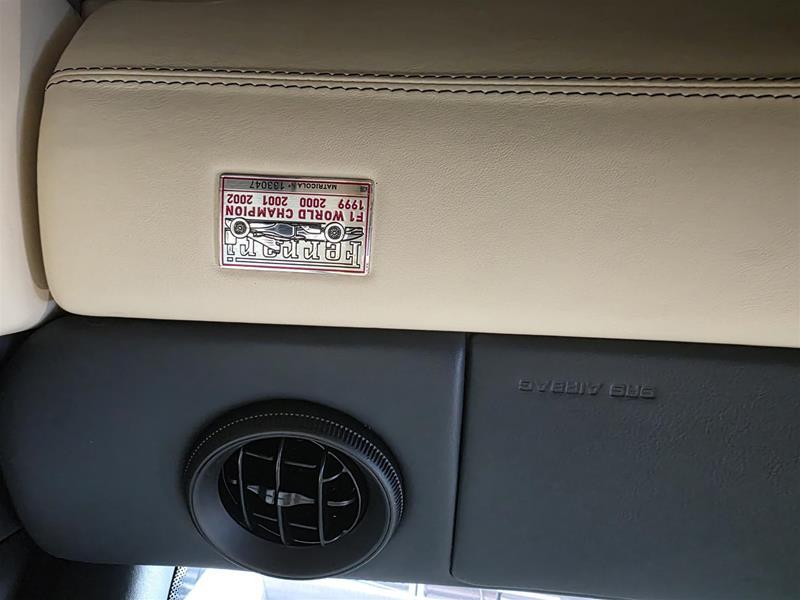 Ferrari
F1 WORLD CHAMPION
1999 2000 2001 2002
MATRICOLA N° 133047
SRS AIRBAG